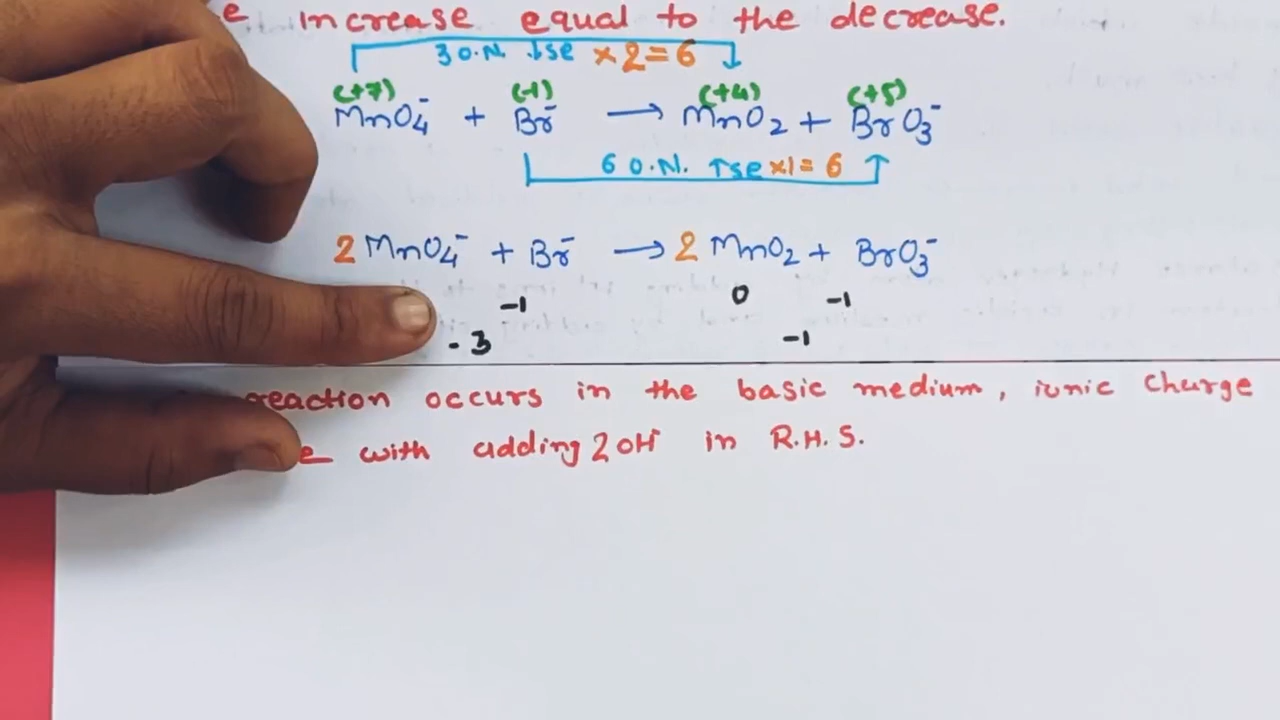 e increase equal to the decrease.
3 O.N. ↓se ×2=6
(+7) (-1) (+4) (+5)
MnO₄⁻ + Br⁻ → MnO₂ + BrO₃⁻
6 O.N. ↑se ×1=6
2 MnO₄⁻ + Br⁻ → 2 MnO₂ + BrO₃⁻
-1 0 -1
-3 -1
reaction occurs in the basic medium, ionic charge
e with adding 2 OH⁻ in R.H.S.